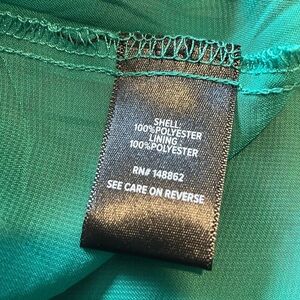 SHELL:
100%POLYESTER
LINING:
100%POLYESTER
RN# 148862
SEE CARE ON REVERSE